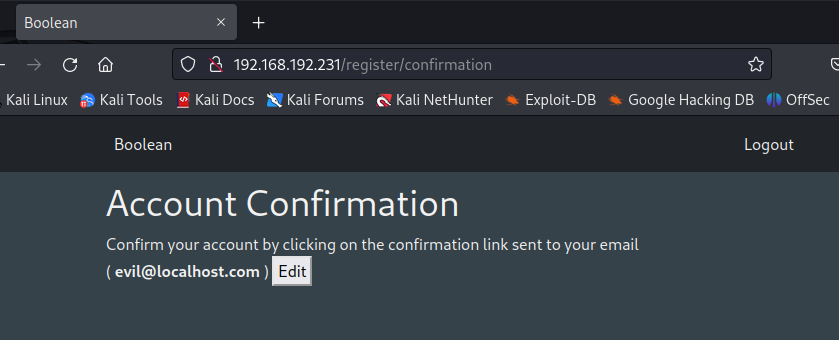 Boolean
192.168.192.231/register/confirmation
Kali Linux Kali Tools Kali Docs Kali Forums Kali NetHunter Exploit-DB Google Hacking DB OffSec
Boolean Logout
Account Confirmation
Confirm your account by clicking on the confirmation link sent to your email
( evil@localhost.com ) Edit